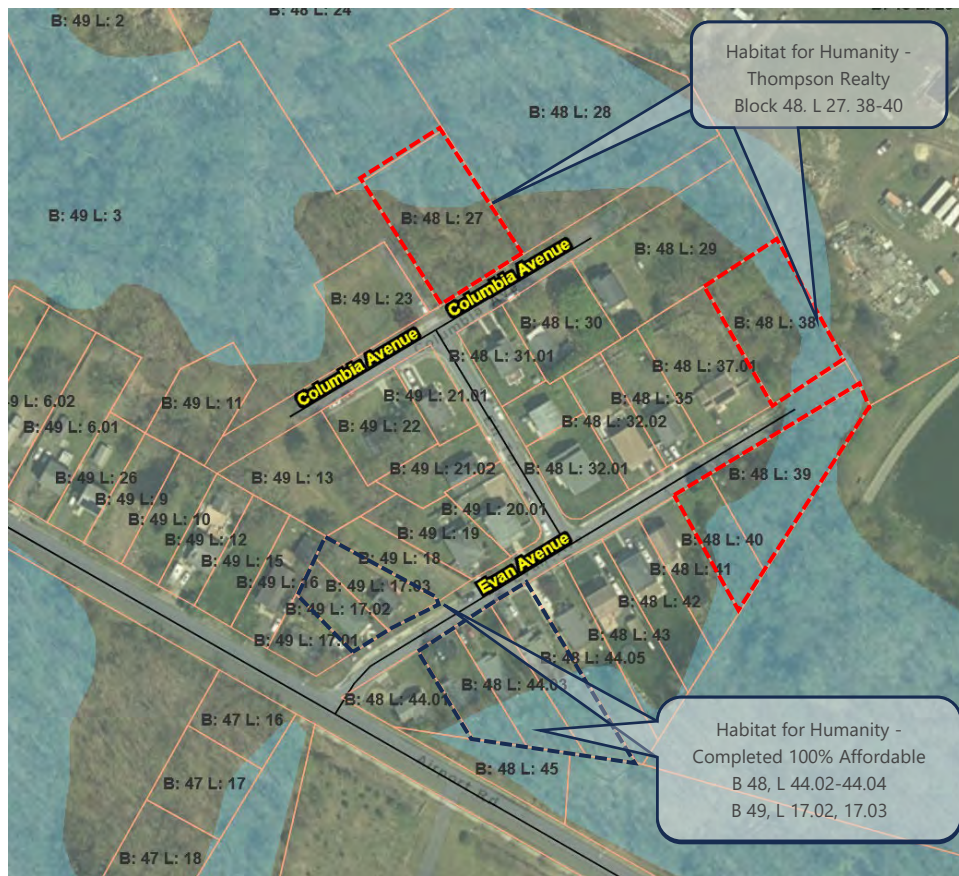 B: 49 L: 2
B: 48 L: 24
Habitat for Humanity -
Thompson Realty
Block 48. L 27. 38-40
B: 48 L: 28
B: 49 L: 3
B: 48 L: 27
Columbia Avenue
B: 48 L: 29
B: 49 L: 23
B: 48 L: 30
B: 48 L: 38
Columbia Avenue
B: 48 L: 31.01
B: 48 L: 37.01
B: 49 L: 21.01
B: 48 L: 35
B: 49 L: 11
9 L: 6.02
B: 49 L: 22
B: 48 L: 32.02
B: 49 L: 6.01
B: 49 L: 21.02
B: 48 L: 32.01
B: 48 L: 39
B: 49 L: 26
B: 49 L: 13
B: 49 L: 9
B: 49 L: 20.01
B: 49 L: 10
B: 49 L: 19
B: 49 L: 12
B: 48 L: 40
B: 49 L: 15
B: 49 L: 18
Evan Avenue
B: 48 L: 41
B: 49 L: 16
B: 49 L: 17.03
B: 49 L: 17.02
B: 48 L: 42
B: 49 L: 17.01
B: 48 L: 43
B: 48 L: 44.05
B: 48 L: 44.03
B: 48 L: 44.01
B: 47 L: 16
Habitat for Humanity -
Completed 100% Affordable
B 48, L 44.02-44.04
B 49, L 17.02, 17.03
B: 48 L: 45
Airport Rd
B: 47 L: 17
B: 47 L: 18